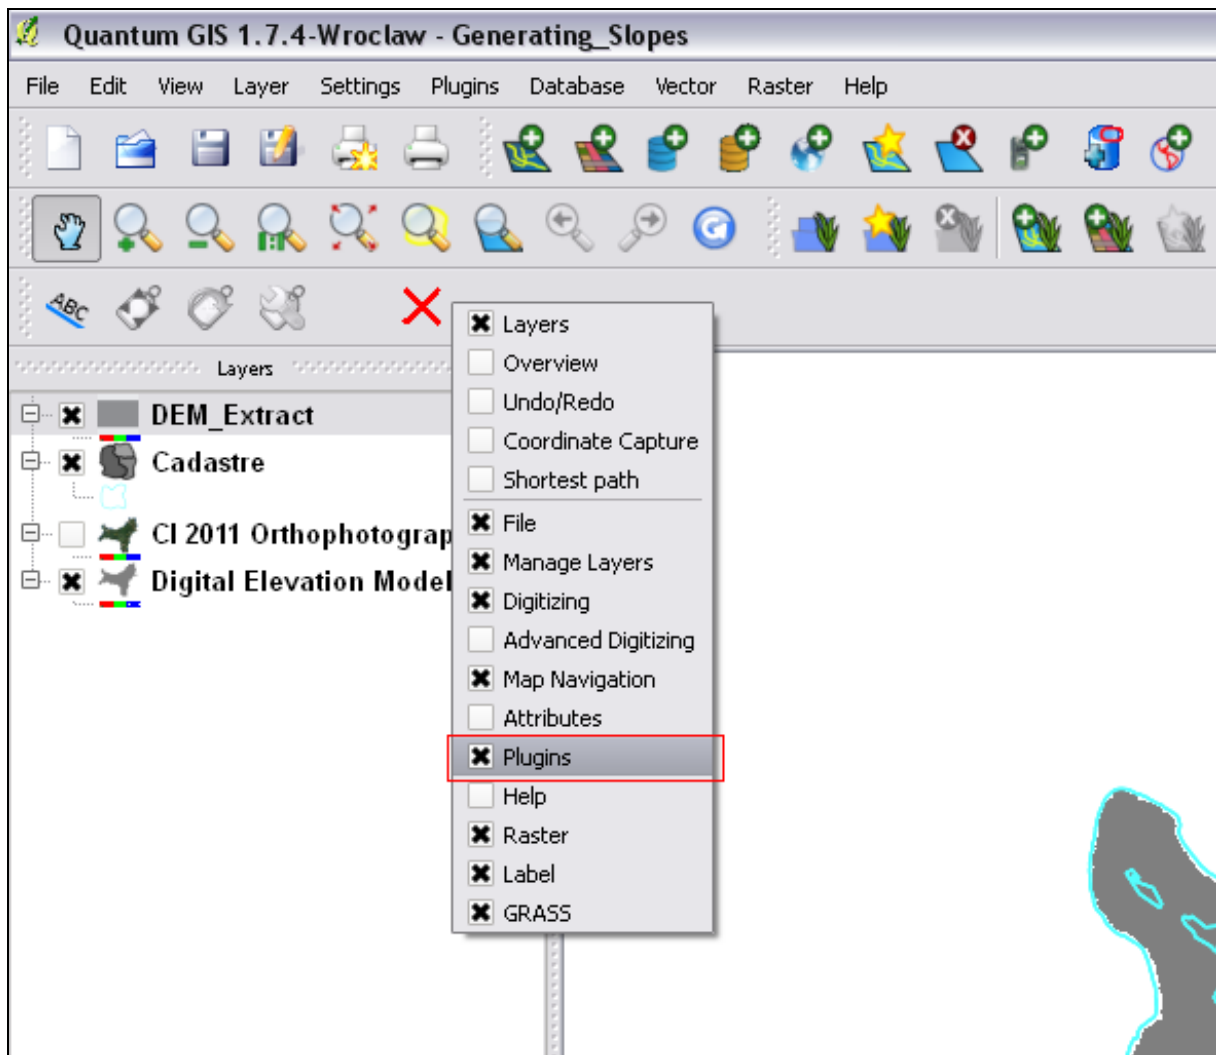 Quantum GIS 1.7.4-Wroclaw - Generating_Slopes
File Edit View Layer Settings Plugins Database Vector Raster Help
ABC
Layers
DEM_Extract
Cadastre
CI 2011 Orthophotograp
Digital Elevation Model
Layers
Overview
Undo/Redo
Coordinate Capture
Shortest path
File
Manage Layers
Digitizing
Advanced Digitizing
Map Navigation
Attributes
Plugins
Help
Raster
Label
GRASS